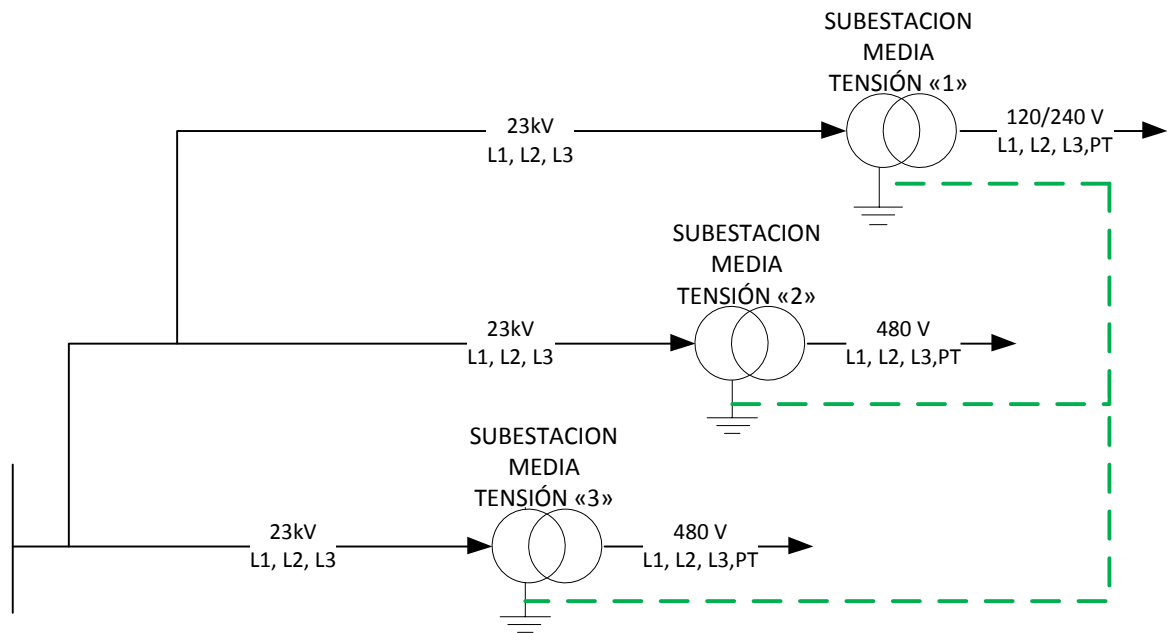 SUBESTACION
MEDIA
TENSIÓN «1»
23kV
L1, L2, L3
120/240 V
L1, L2, L3,PT
SUBESTACION
MEDIA
TENSIÓN «2»
23kV
L1, L2, L3
480 V
L1, L2, L3,PT
SUBESTACION
MEDIA
TENSIÓN «3»
23kV
L1, L2, L3
480 V
L1, L2, L3,PT